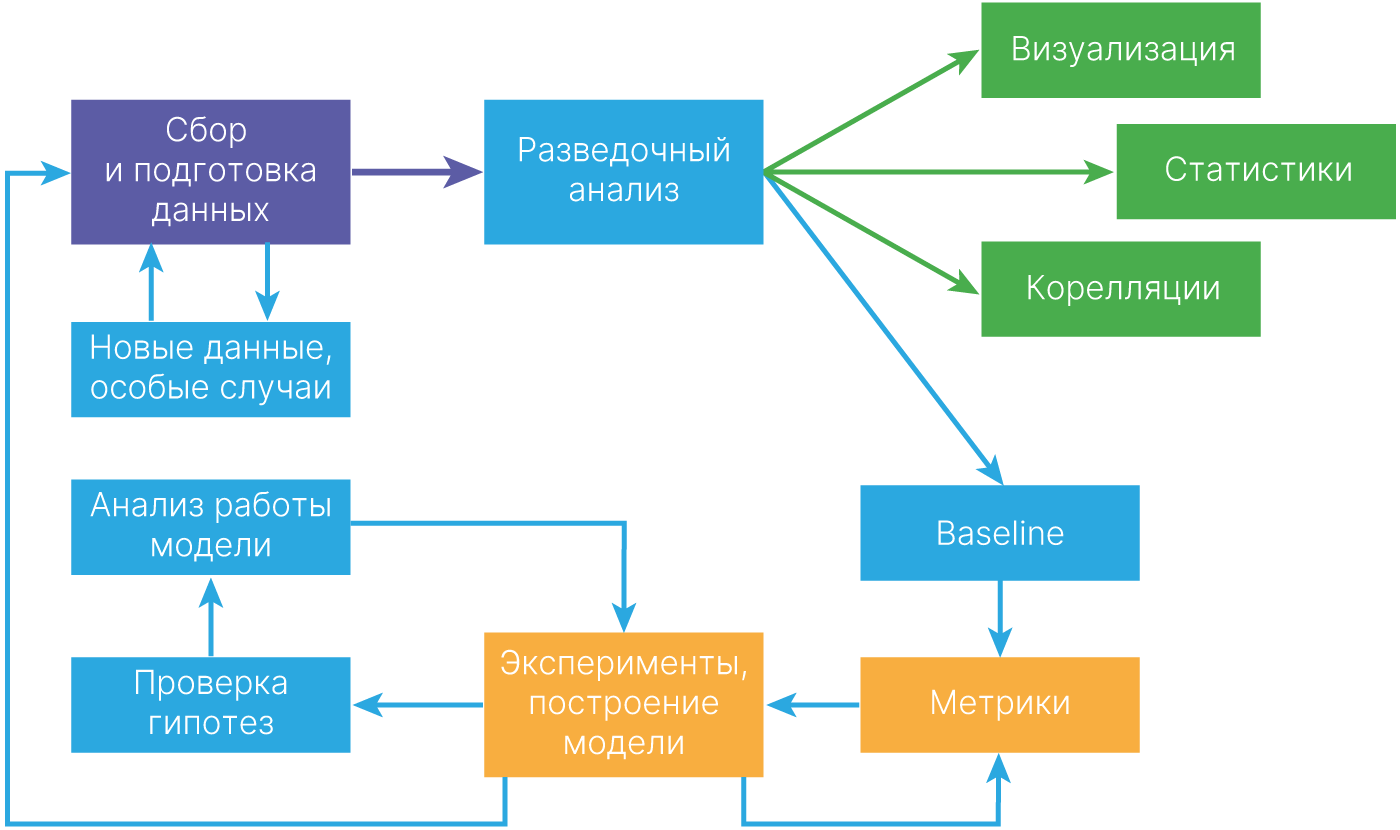 Визуализация
Сбор
и подготовка
данных
Разведочный
анализ
Статистики
Корелляции
Новые данные,
особые случаи
Анализ работы
модели
Baseline
Проверка
гипотез
Эксперименты,
построение
модели
Метрики